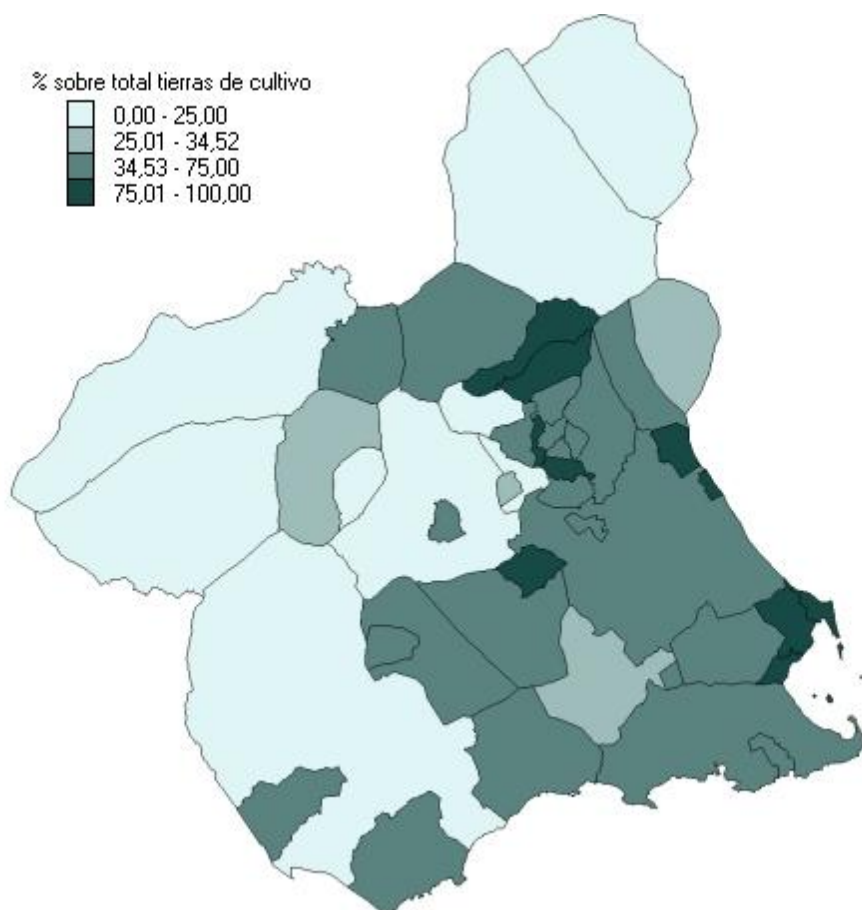 % sobre total tierras de cultivo
0,00 - 25,00
25,01 - 34,52
34,53 - 75,00
75,01 - 100,00